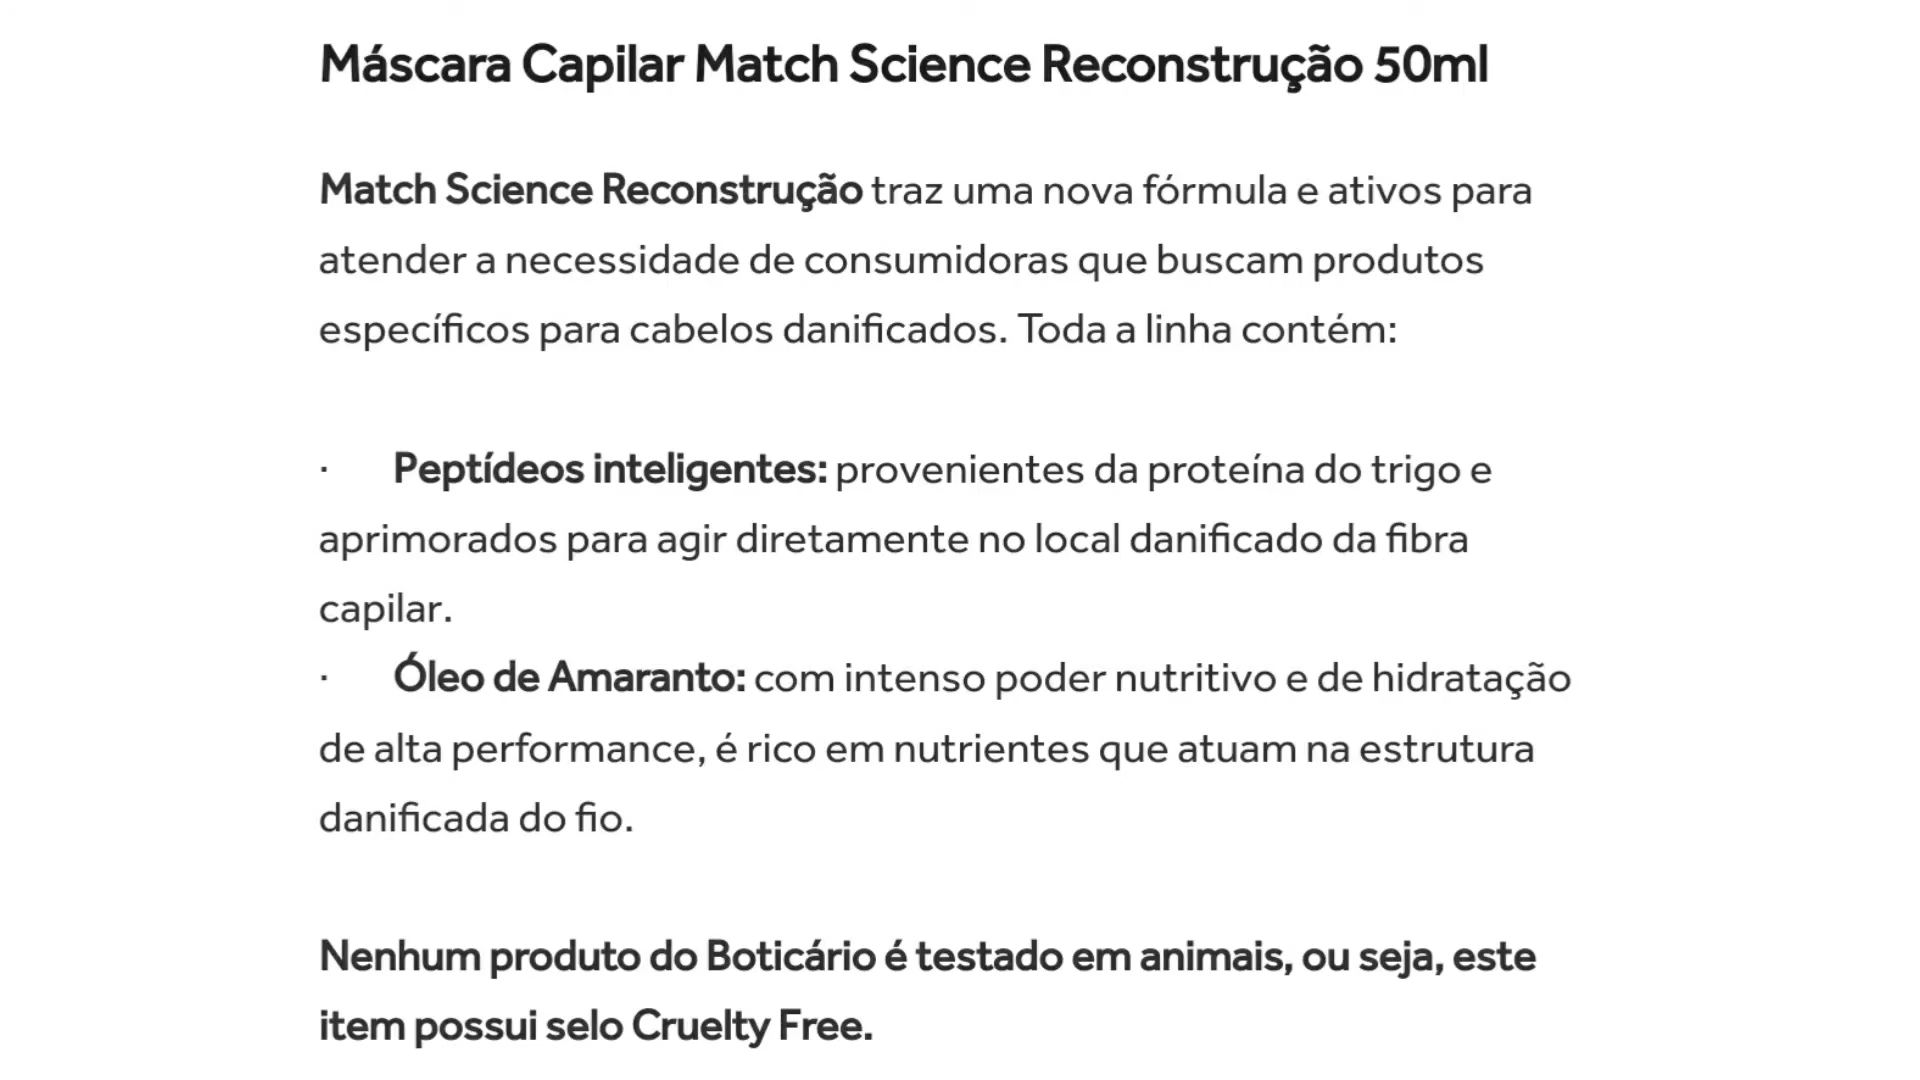 Máscara Capilar Match Science Reconstrução 50ml
Match Science Reconstrução traz uma nova fórmula e ativos para
atender a necessidade de consumidoras que buscam produtos
específicos para cabelos danificados. Toda a linha contém:
· Peptídeos inteligentes: provenientes da proteína do trigo e
aprimorados para agir diretamente no local danificado da fibra
capilar.
· Óleo de Amaranto: com intenso poder nutritivo e de hidratação
de alta performance, é rico em nutrientes que atuam na estrutura
danificada do fio.
Nenhum produto do Boticário é testado em animais, ou seja, este
item possui selo Cruelty Free.